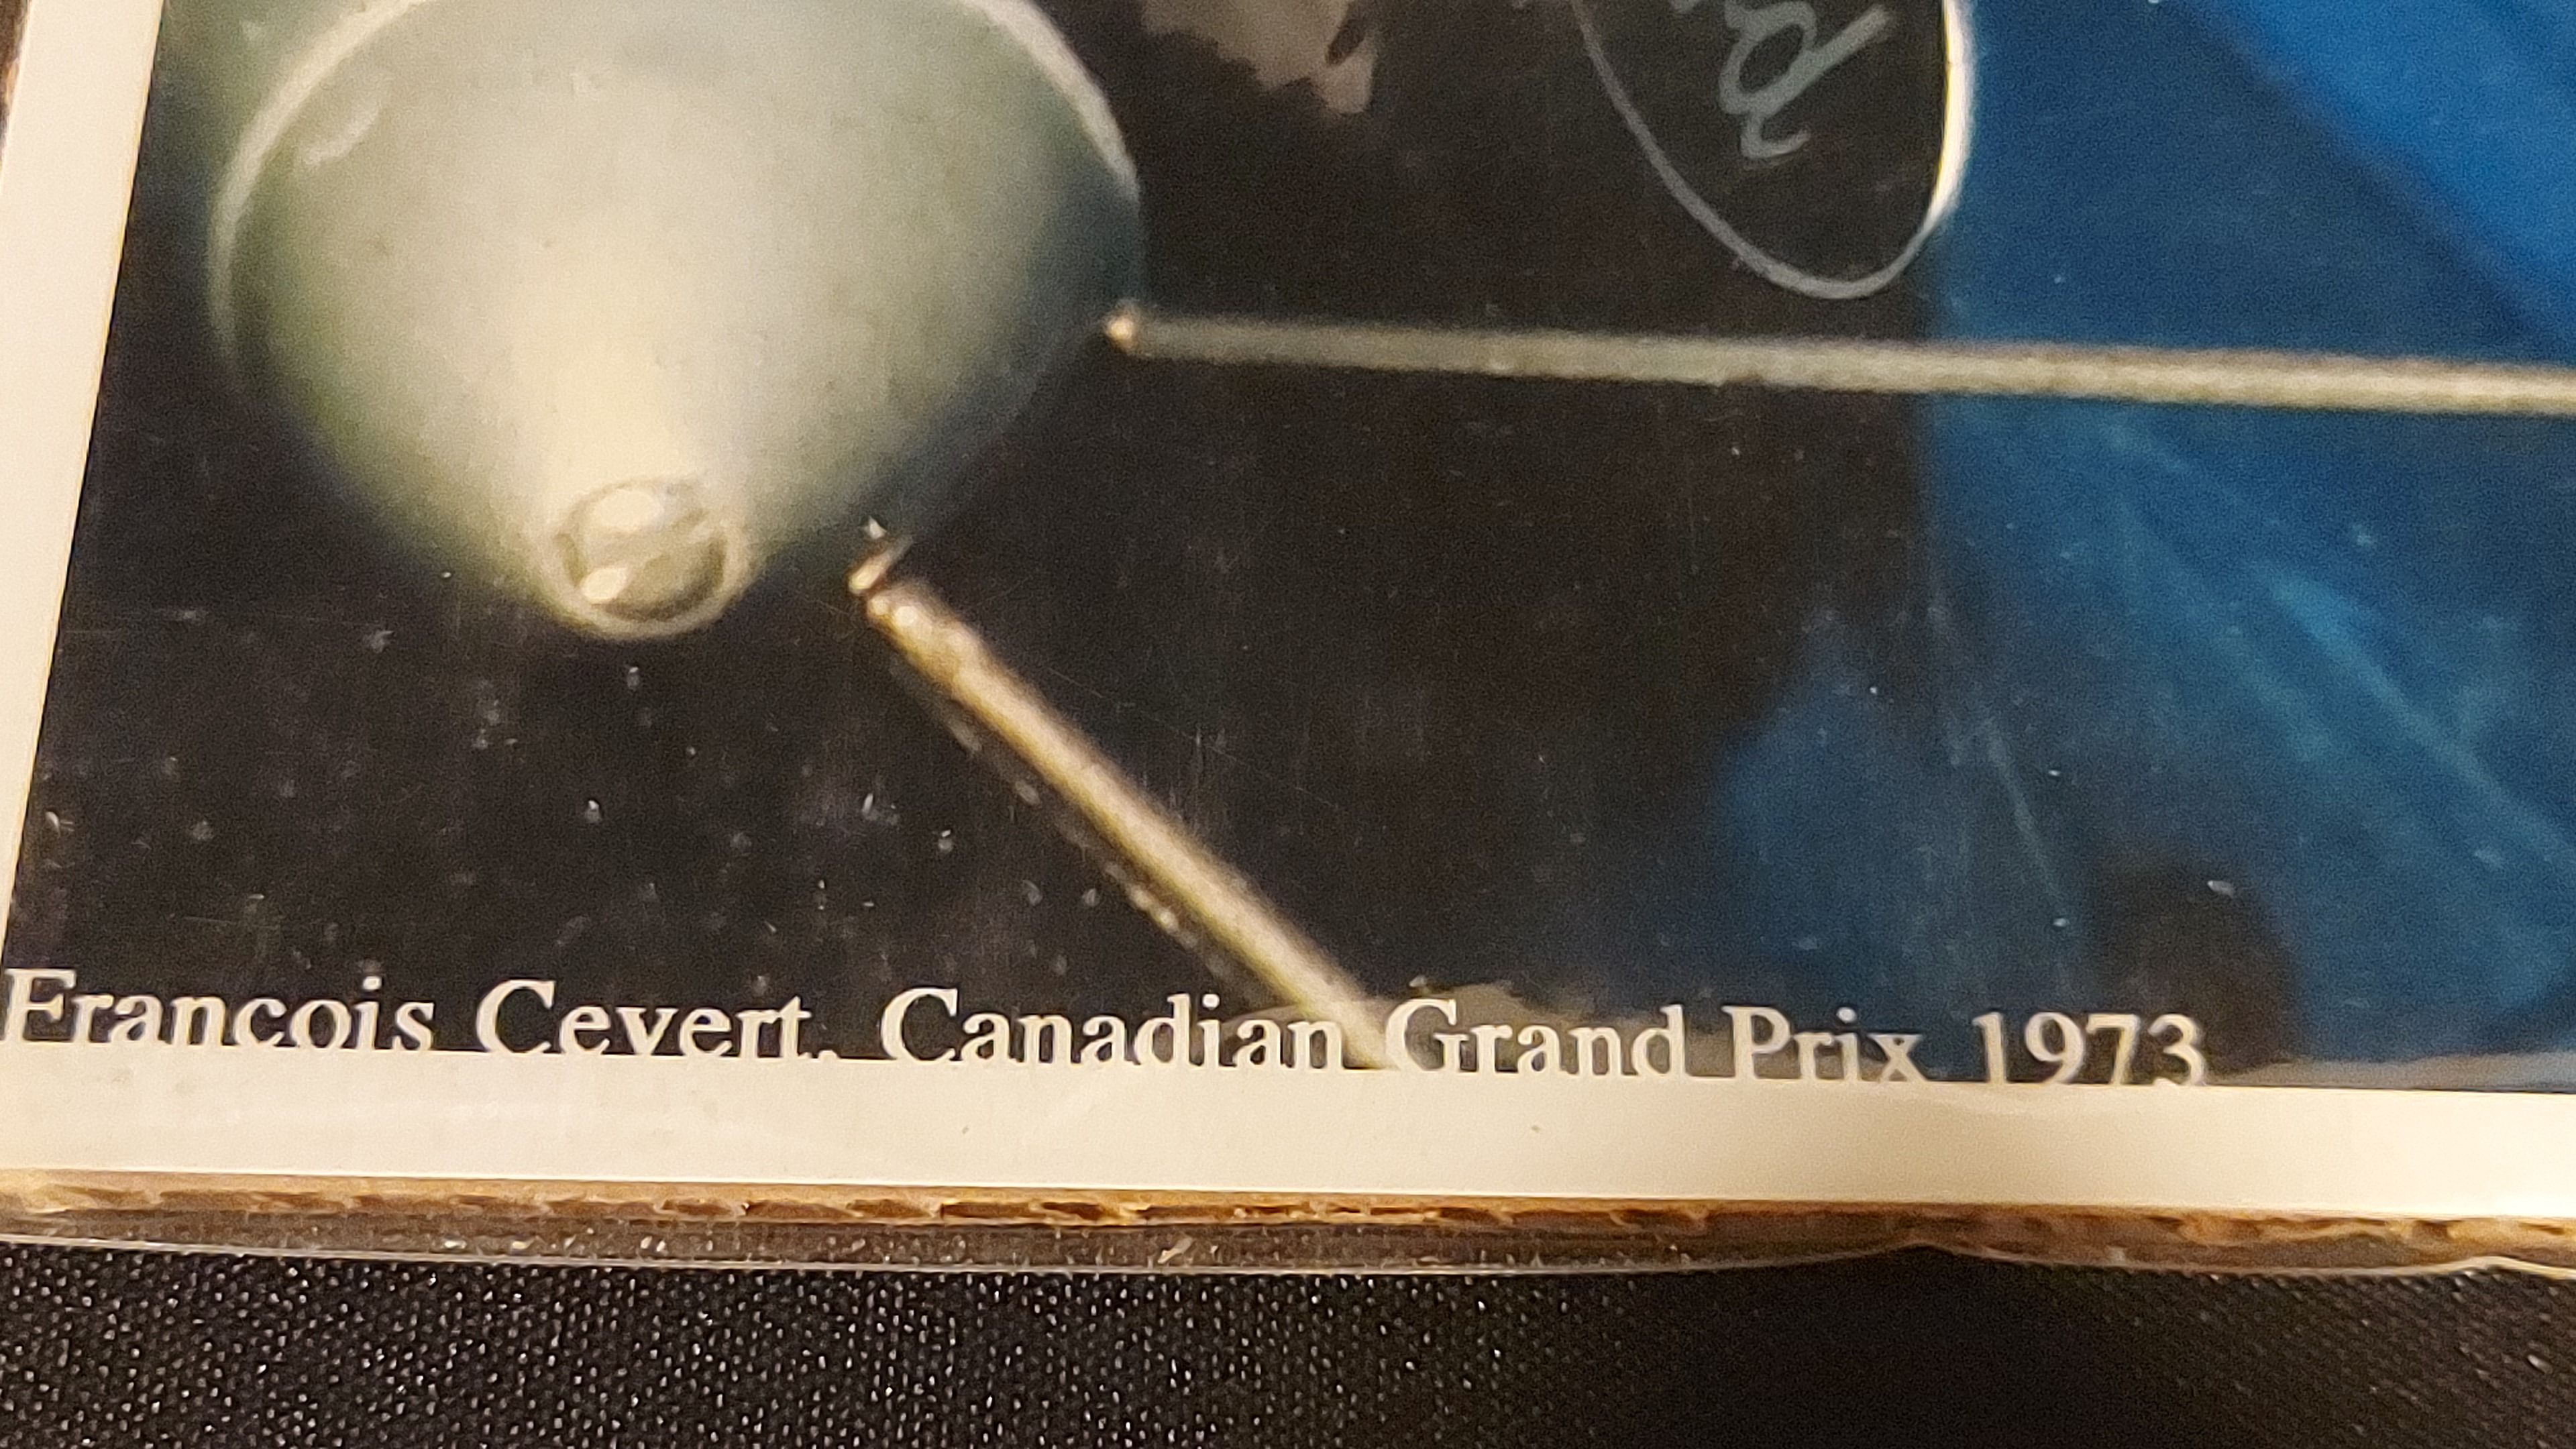 Francois Cevert. Canadian Grand Prix 1973